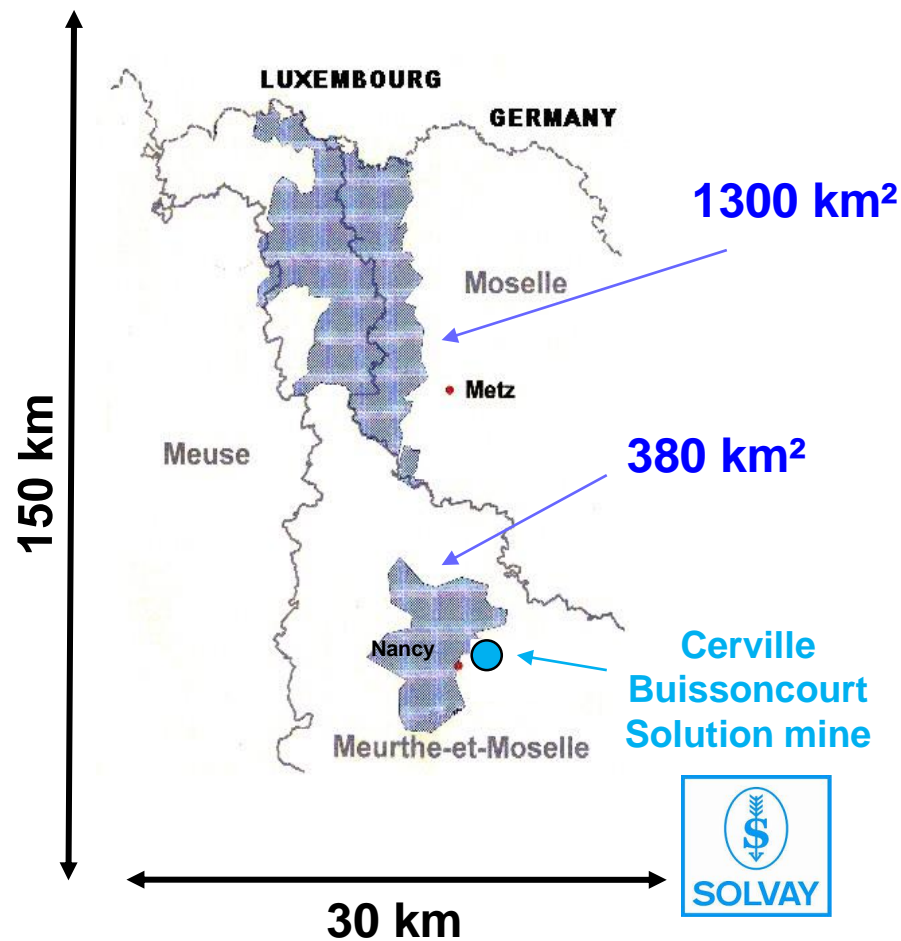 LUXEMBOURG
GERMANY
1300 km²
Moselle
Metz
150 km
Meuse
380 km²
Nancy
Cerville
Buissoncourt
Solution mine
Meurthe-et-Moselle
S
SOLVAY
30 km